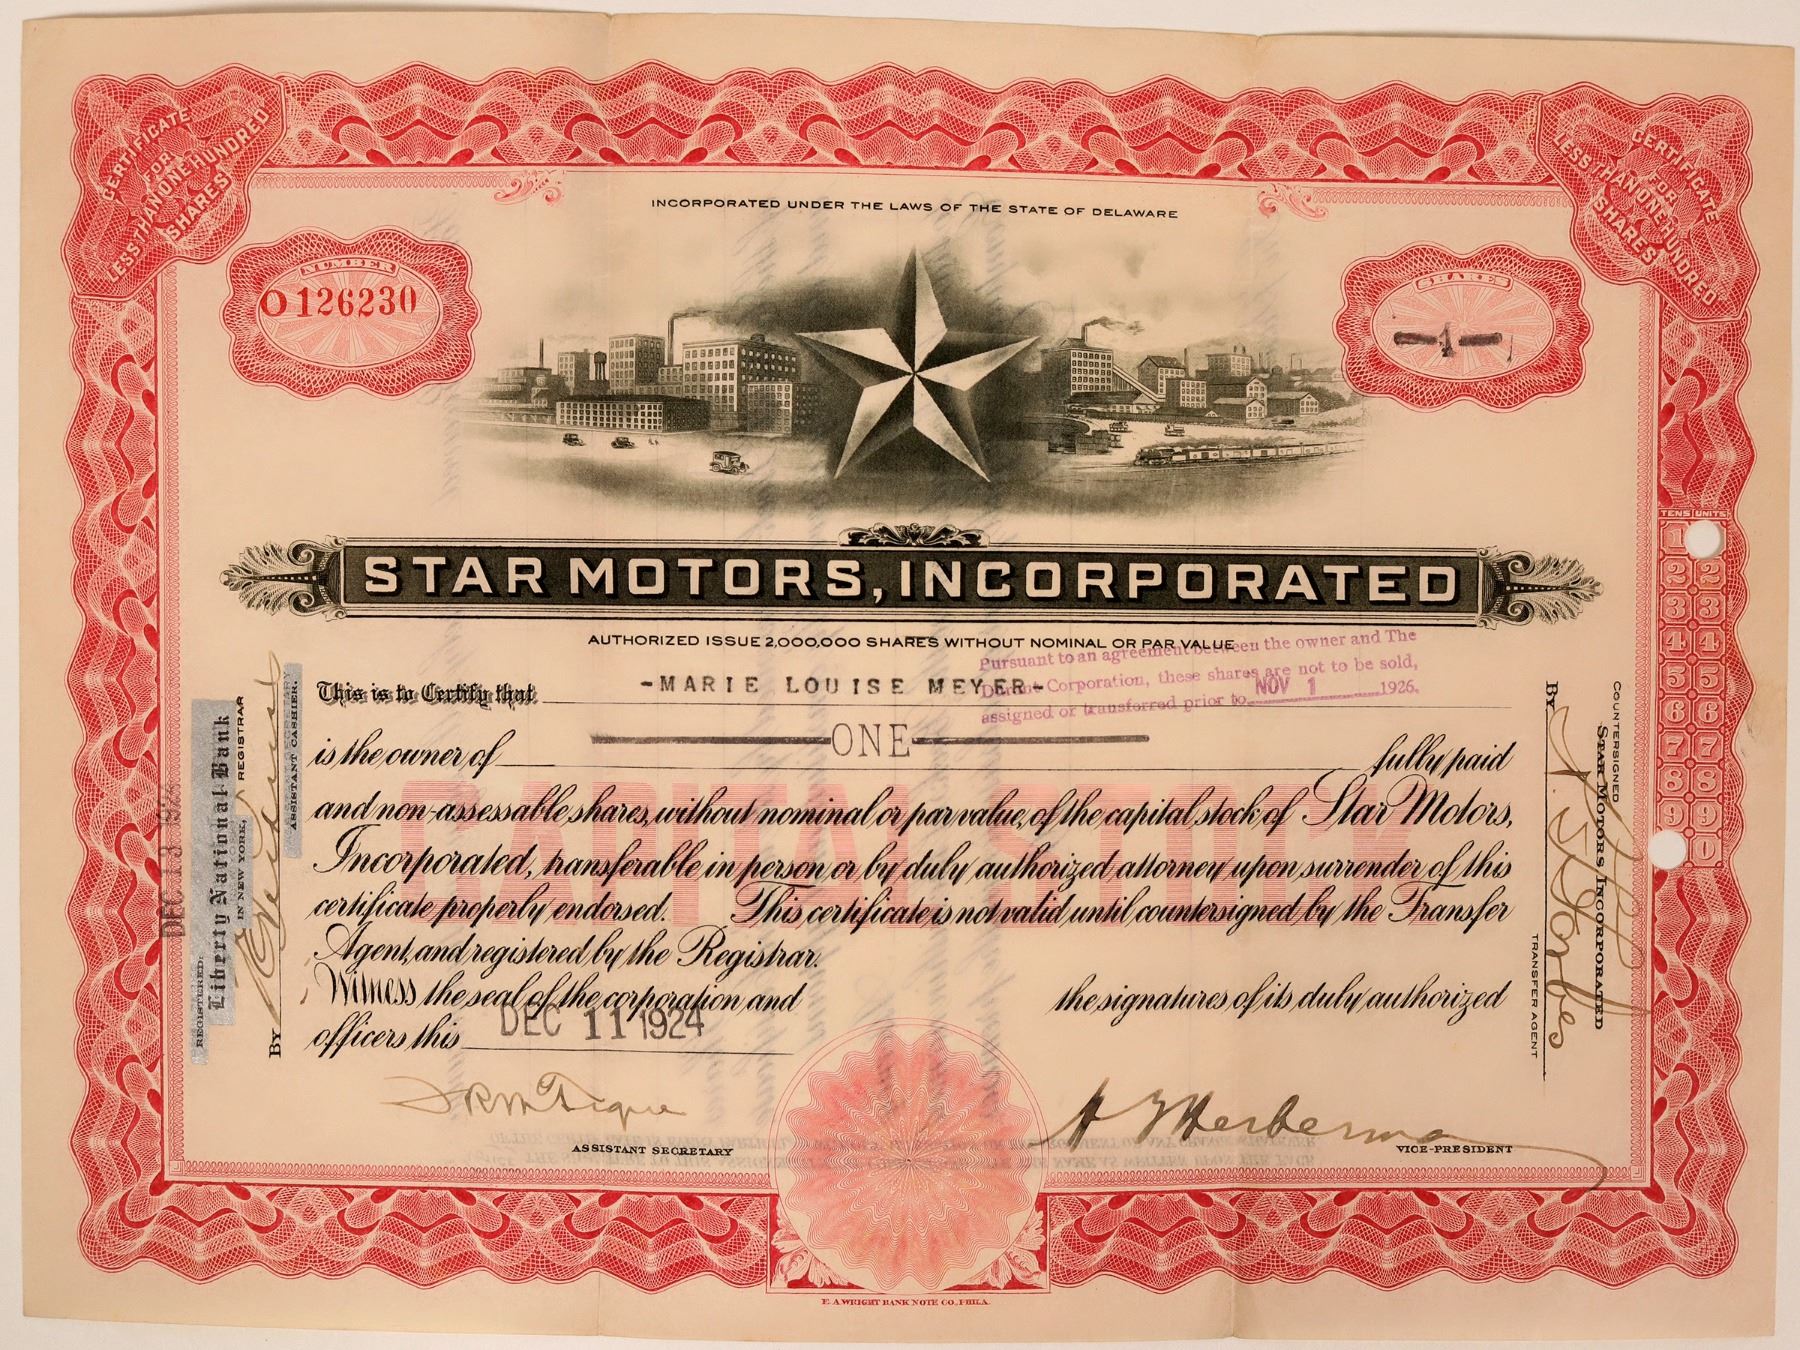 CERTIFICATE
FOR
LESS THAN ONE HUNDRED
SHARES
CERTIFICATE
FOR
LESS THAN ONE HUNDRED
SHARES
INCORPORATED UNDER THE LAWS OF THE STATE OF DELAWARE
NUMBER
O126230
SHARES
-1-
STAR MOTORS, INCORPORATED
AUTHORIZED ISSUE 2,000,000 SHARES WITHOUT NOMINAL OR PAR VALUE
Pursuant to an agreement between the owner and The
Durant Corporation, these shares are not to be sold,
assigned or transferred prior to NOV 1 1926.
This is to Certify that -MARIE LOUISE MEYER-
is the owner of ONE fully paid
and non-assessable shares, without nominal or par value, of the capital stock of Star Motors,
Incorporated, transferable in person or by duly authorized attorney upon surrender of this
certificate properly endorsed. This certificate is not valid until countersigned by the Transfer
Agent, and registered by the Registrar.
Witness the seal of the corporation and the signatures of its duly authorized
officers this DEC 11 1924
CAPITAL STOCK
ASSISTANT SECRETARY
VICE-PRESIDENT
REGISTERED:
Liberty National Bank
IN NEW YORK, REGISTRAR
BY
ASSISTANT CASHIER.
DEC 13
COUNTERSIGNED
STAR MOTORS INCORPORATED
TRANSFER AGENT
BY
TENS UNITS
1
2 2
3 3
4 4
5 5
6 6
7 7
8 8
9 9
0
E. A. WRIGHT BANK NOTE CO. PHILA.